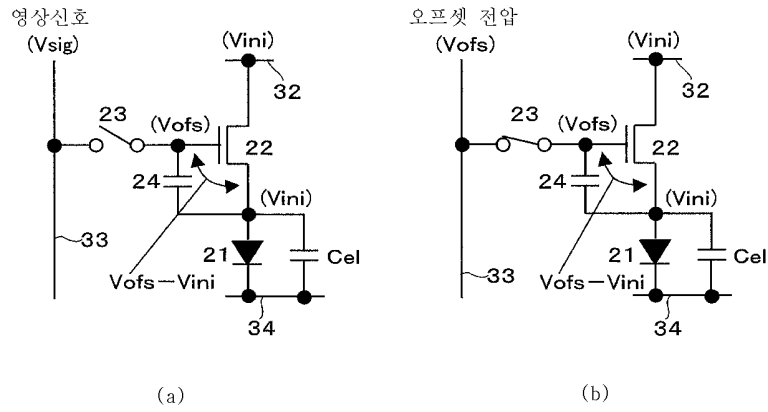 영상신호
(Vsig)
(Vini)
32
23
(Vofs)
22
24
(Vini)
33
21
Cel
Vofs−Vini
34
(a)
오프셋 전압
(Vofs)
(Vini)
32
23
(Vofs)
22
24
(Vini)
33
21
Cel
Vofs−Vini
34
(b)